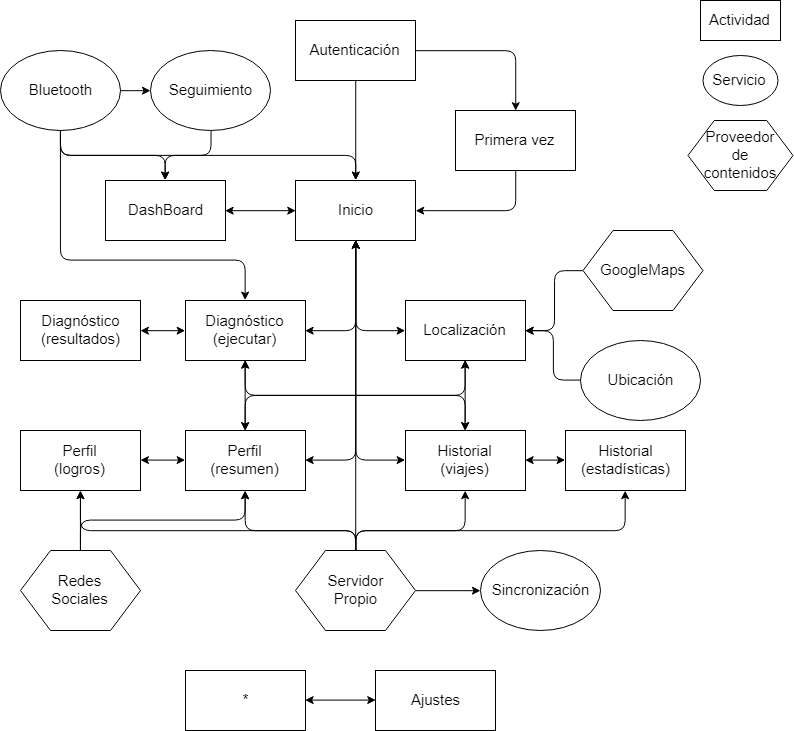 Actividad
Autenticación
Bluetooth
Seguimiento
Servicio
Primera vez
Proveedor
de
contenidos
DashBoard
Inicio
GoogleMaps
Diagnóstico
(resultados)
Diagnóstico
(ejecutar)
Localización
Ubicación
Perfil
(logros)
Perfil
(resumen)
Historial
(viajes)
Historial
(estadísticas)
Redes
Sociales
Servidor
Propio
Sincronización
*
Ajustes